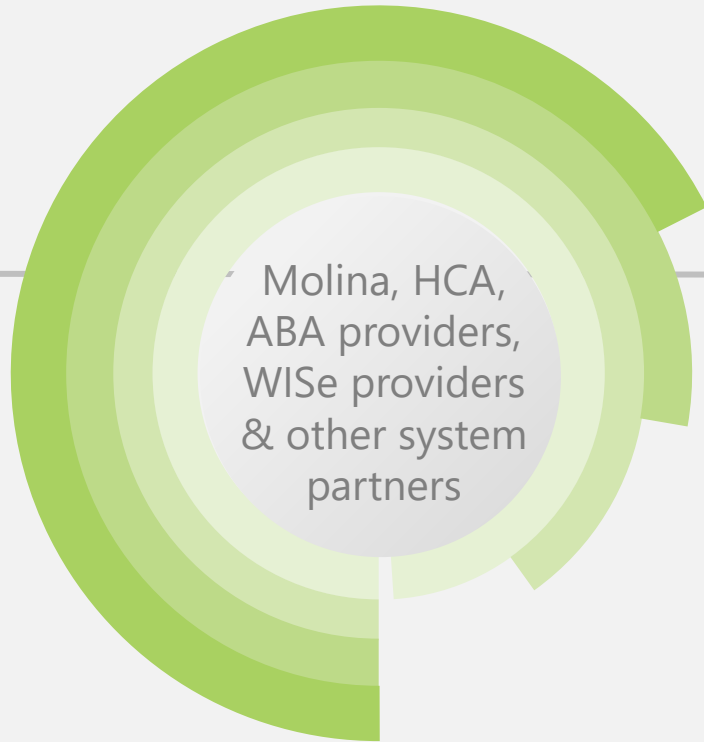 Molina, HCA,
ABA providers,
WISe providers
& other system
partners